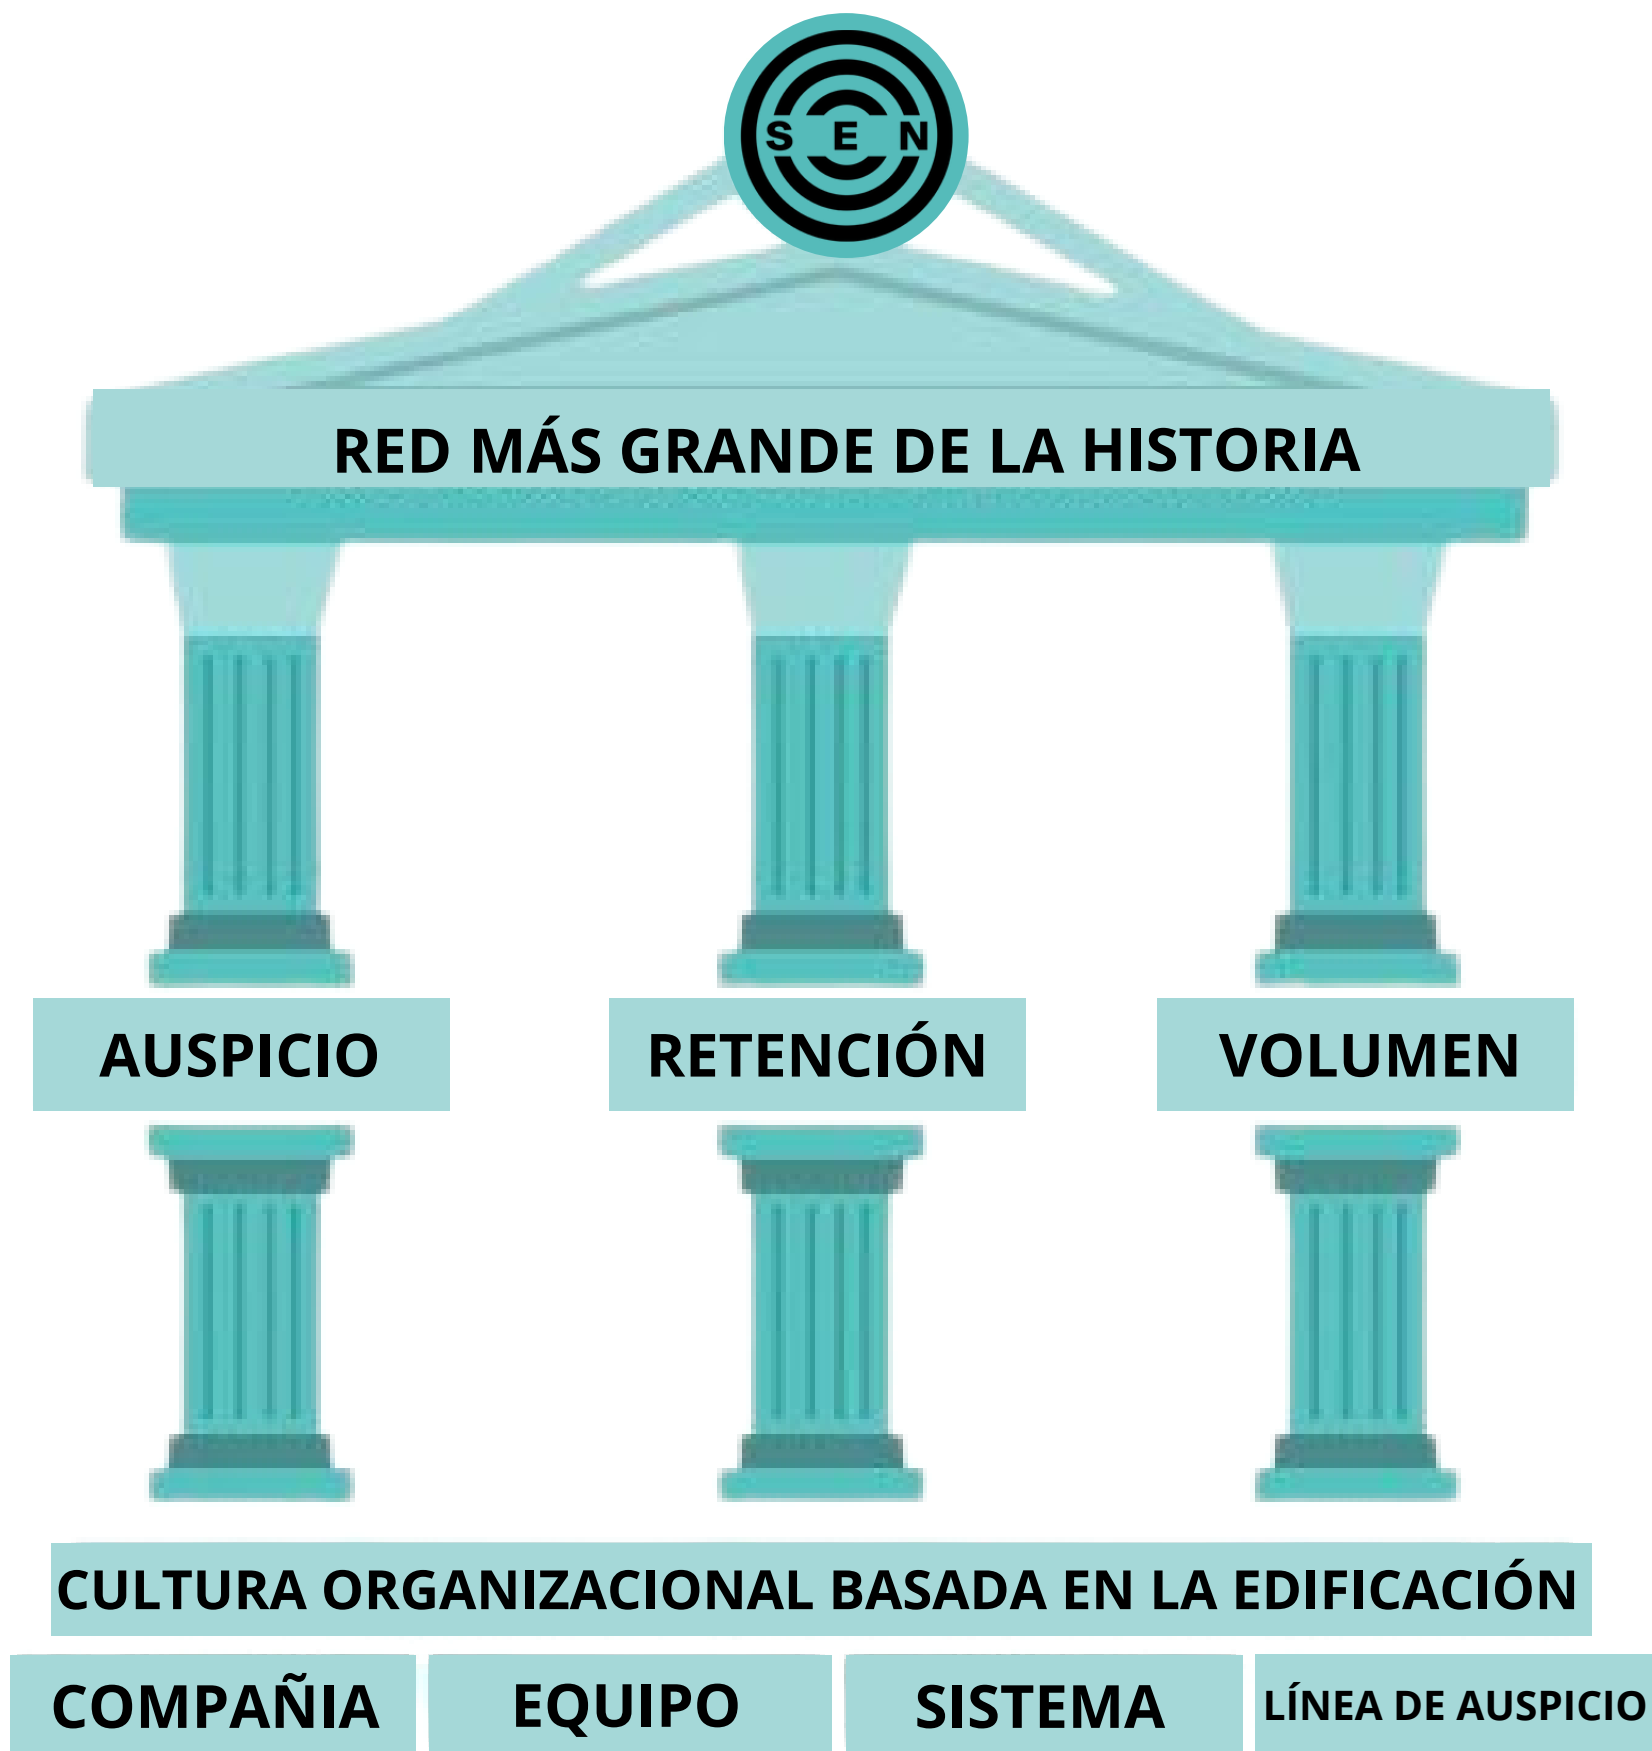 S E N
RED MÁS GRANDE DE LA HISTORIA
AUSPICIO
RETENCIÓN
VOLUMEN
CULTURA ORGANIZACIONAL BASADA EN LA EDIFICACIÓN
COMPAÑIA
EQUIPO
SISTEMA
LÍNEA DE AUSPICIO